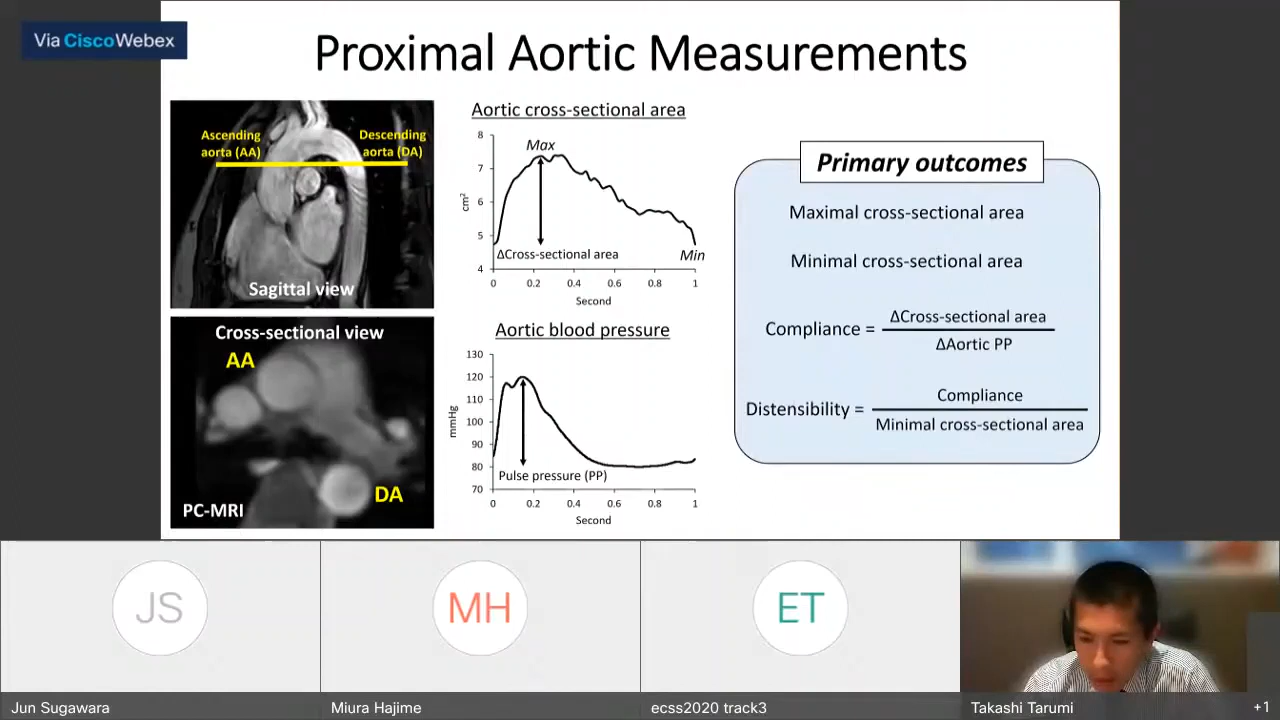 Via CiscoWebex
Proximal Aortic Measurements
Ascending
aorta (AA)
Descending
aorta (DA)
Sagittal view
Cross-sectional view
AA
DA
PC-MRI
Aortic cross-sectional area
8
7
6
5
4
cm²
Max
ΔCross-sectional area
Min
0 0.2 0.4 0.6 0.8 1
Second
Aortic blood pressure
130
120
110
100
90
80
70
mmHg
Pulse pressure (PP)
0 0.2 0.4 0.6 0.8 1
Second
Primary outcomes
Maximal cross-sectional area
Minimal cross-sectional area
Compliance =
ΔCross-sectional area
ΔAortic PP
Distensibility =
Compliance
Minimal cross-sectional area
JS
MH
ET
Jun Sugawara
Miura Hajime
ecss2020 track3
Takashi Tarumi
+1